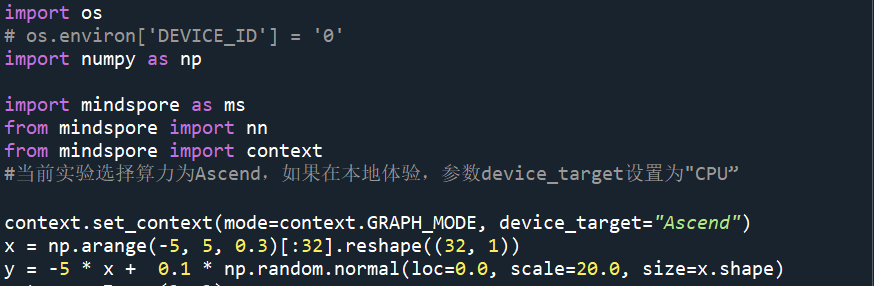 import os
# os.environ['DEVICE_ID'] = '0'
import numpy as np
import mindspore as ms
from mindspore import nn
from mindspore import context
#当前实验选择算力为Ascend，如果在本地体验，参数device_target设置为"CPU”
context.set_context(mode=context.GRAPH_MODE, device_target="Ascend")
x = np.arange(-5, 5, 0.3)[:32].reshape((32, 1))
y = -5 * x +  0.1 * np.random.normal(loc=0.0, scale=20.0, size=x.shape)